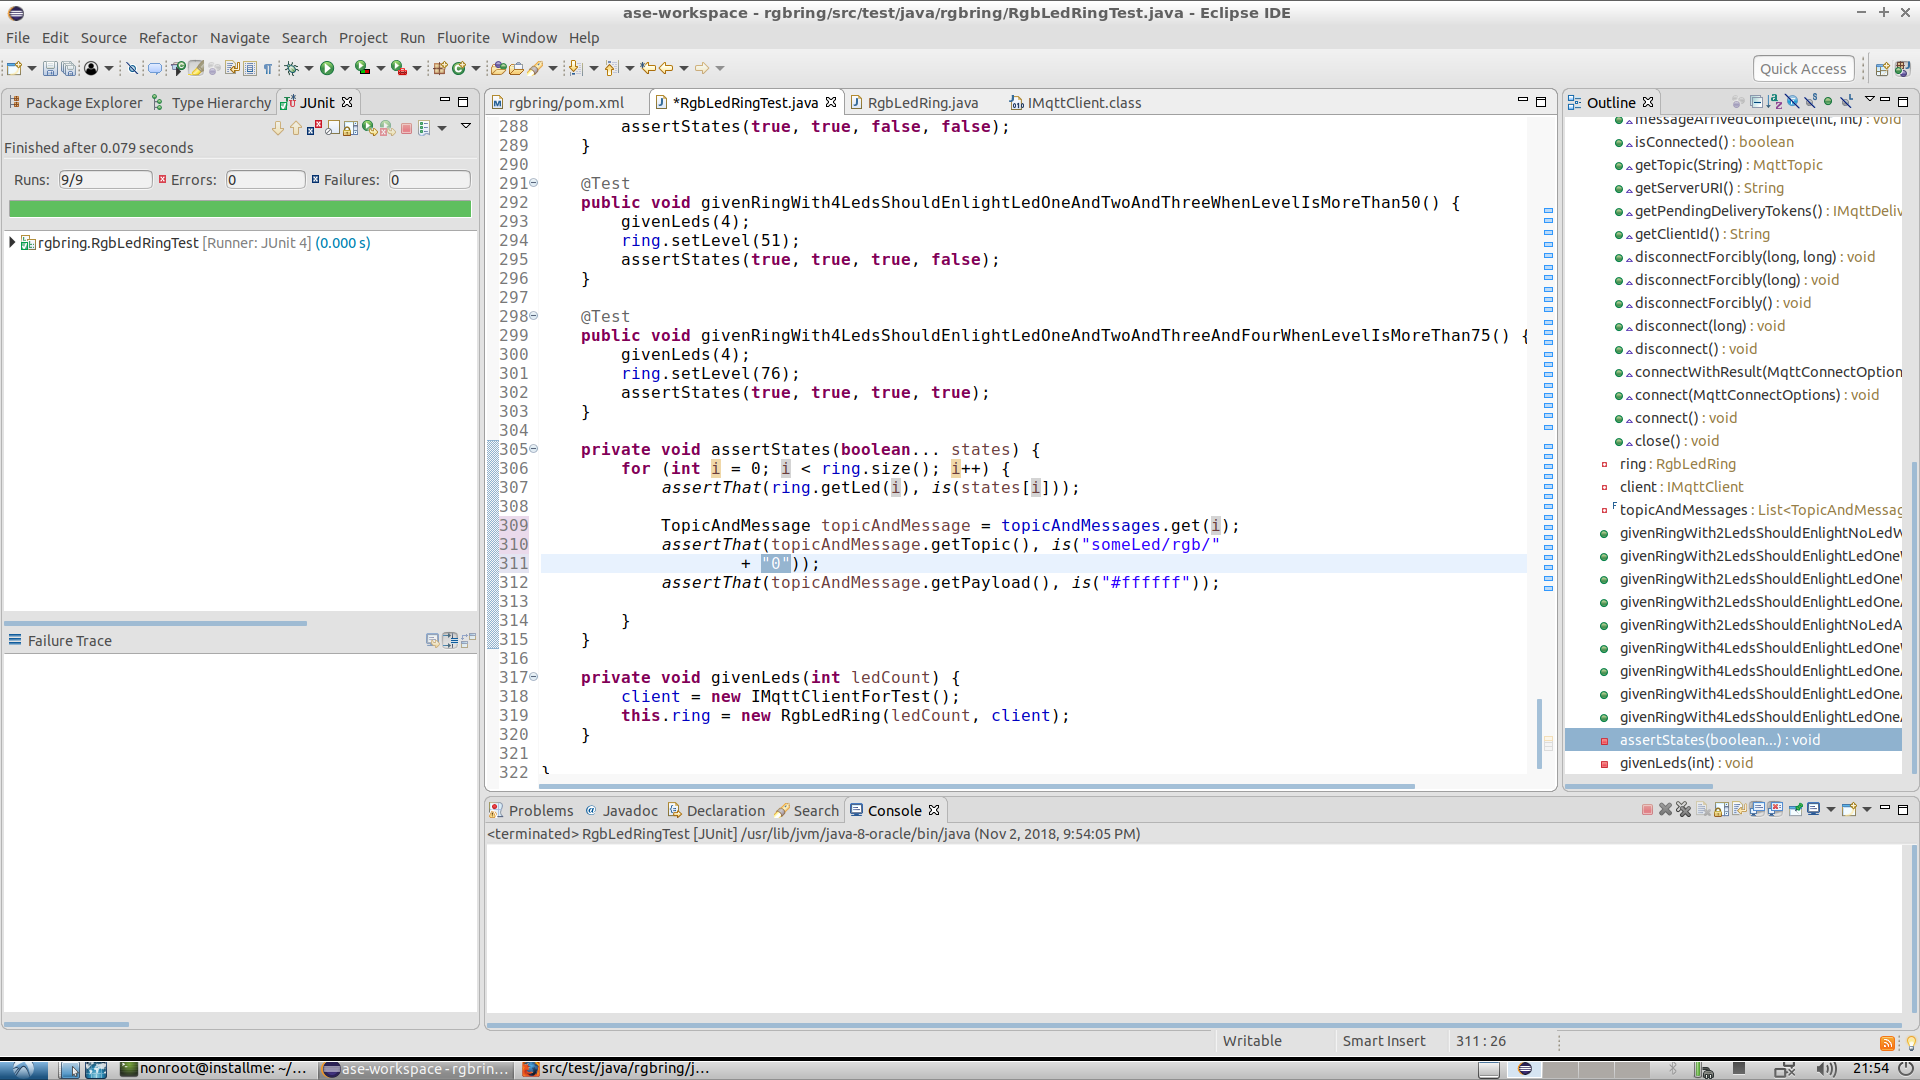 ase-workspace - rgbring/src/test/java/rgbring/RgbLedRingTest.java - Eclipse IDE
File Edit Source Refactor Navigate Search Project Run Fluorite Window Help
Quick Access
Package Explorer Type Hierarchy JUnit
Finished after 0.079 seconds
Runs: 9/9 Errors: 0 Failures: 0
rgbring.RgbLedRingTest [Runner: JUnit 4] (0.000 s)
Failure Trace
rgbring/pom.xml *RgbLedRingTest.java RgbLedRing.java IMqttClient.class
288 assertStates(true, true, false, false);
289 }
290
291 @Test
292 public void givenRingWith4LedsShouldEnlightLedOneAndTwoAndThreeWhenLevelIsMoreThan50() {
293 givenLeds(4);
294 ring.setLevel(51);
295 assertStates(true, true, true, false);
296 }
297
298 @Test
299 public void givenRingWith4LedsShouldEnlightLedOneAndTwoAndThreeAndFourWhenLevelIsMoreThan75() {
300 givenLeds(4);
301 ring.setLevel(76);
302 assertStates(true, true, true, true);
303 }
304
305 private void assertStates(boolean... states) {
306 for (int i = 0; i < ring.size(); i++) {
307 assertThat(ring.getLed(i), is(states[i]));
308
309 TopicAndMessage topicAndMessage = topicAndMessages.get(i);
310 assertThat(topicAndMessage.getTopic(), is("someLed/rgb/"
311 + "0"));
312 assertThat(topicAndMessage.getPayload(), is("#ffffff"));
313
314 }
315 }
316
317 private void givenLeds(int ledCount) {
318 client = new IMqttClientForTest();
319 this.ring = new RgbLedRing(ledCount, client);
320 }
321
322 }
Outline
messageArrivedComplete(int, int) : void
isConnected() : boolean
getTopic(String) : MqttTopic
getServerURI() : String
getPendingDeliveryTokens() : IMqttDeliv
getClientId() : String
disconnectForcibly(long, long) : void
disconnectForcibly(long) : void
disconnectForcibly() : void
disconnect(long) : void
disconnect() : void
connectWithResult(MqttConnectOption
connect(MqttConnectOptions) : void
connect() : void
close() : void
ring : RgbLedRing
client : IMqttClient
topicAndMessages : List<TopicAndMessag
givenRingWith2LedsShouldEnlightNoLedW
givenRingWith2LedsShouldEnlightLedOne
givenRingWith2LedsShouldEnlightLedOne
givenRingWith2LedsShouldEnlightLedOne
givenRingWith2LedsShouldEnlightNoLedA
givenRingWith4LedsShouldEnlightLedOne
givenRingWith4LedsShouldEnlightLedOne
givenRingWith4LedsShouldEnlightLedOne
givenRingWith4LedsShouldEnlightLedOne
assertStates(boolean...) : void
givenLeds(int) : void
Problems Javadoc Declaration Search Console
<terminated> RgbLedRingTest [JUnit] /usr/lib/jvm/java-8-oracle/bin/java (Nov 2, 2018, 9:54:05 PM)
Writable Smart Insert 311 : 26
nonroot@installme: ~/... ase-workspace - rgbrin... src/test/java/rgbring/j... 21:54